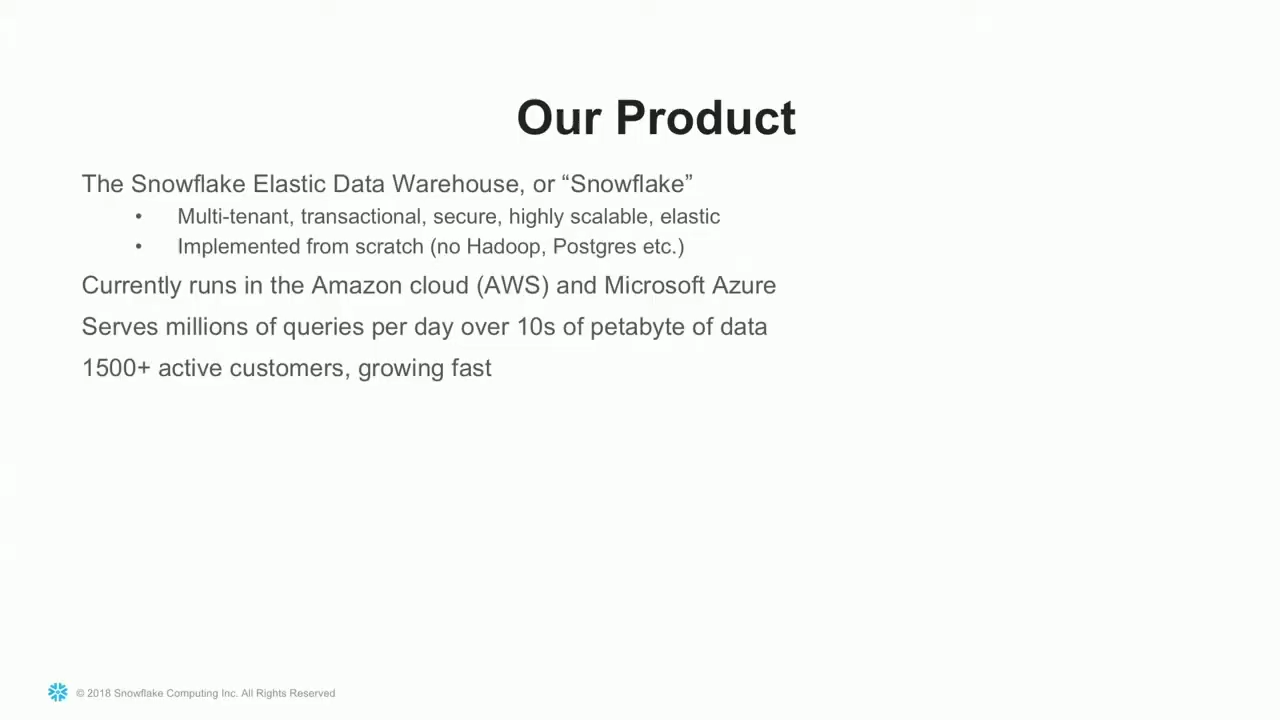 Our Product
The Snowflake Elastic Data Warehouse, or “Snowflake”
• Multi-tenant, transactional, secure, highly scalable, elastic
• Implemented from scratch (no Hadoop, Postgres etc.)
Currently runs in the Amazon cloud (AWS) and Microsoft Azure
Serves millions of queries per day over 10s of petabyte of data
1500+ active customers, growing fast
© 2018 Snowflake Computing Inc. All Rights Reserved